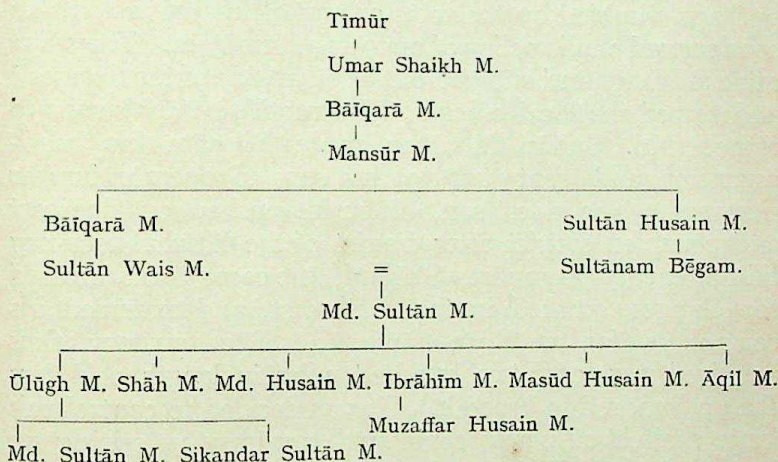 Tīmūr
Umar Shaikh M.
Bāīqarā M.
Mansūr M.
Bāīqarā M. Sultān Husain M.
Sultān Wais M. = Sultānam Bēgam.
Md. Sultān M.
Ūlūgh M. Shāh M. Md. Husain M. Ibrāhīm M. Masūd Husain M. Āqil M.
Muzaffar Husain M.
Md. Sultān M. Sikandar Sultān M.